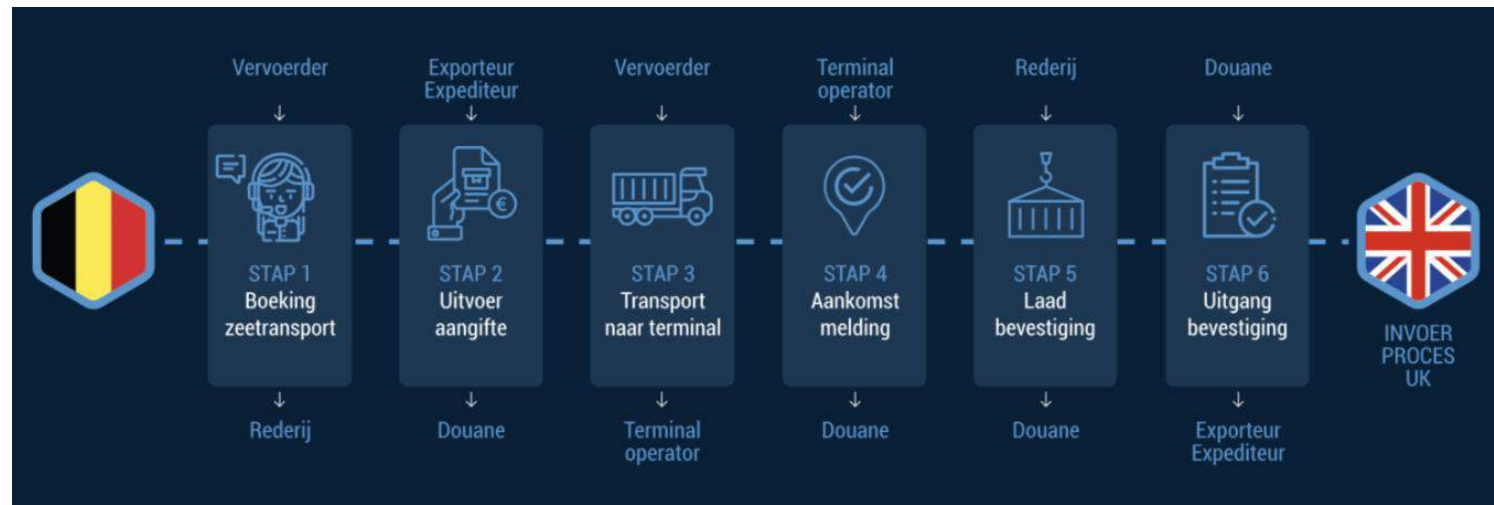 Vervoerder
Exporteur
Expediteur
Vervoerder
Terminal
operator
Rederij
Douane
STAP 1
Boeking
zeetransport
STAP 2
Uitvoer
aangifte
€
STAP 3
Transport
naar terminal
STAP 4
Aankomst
melding
STAP 5
Laad
bevestiging
STAP 6
Uitgang
bevestiging
INVOER
PROCES
UK
Rederij
Douane
Terminal
operator
Douane
Douane
Exporteur
Expediteur